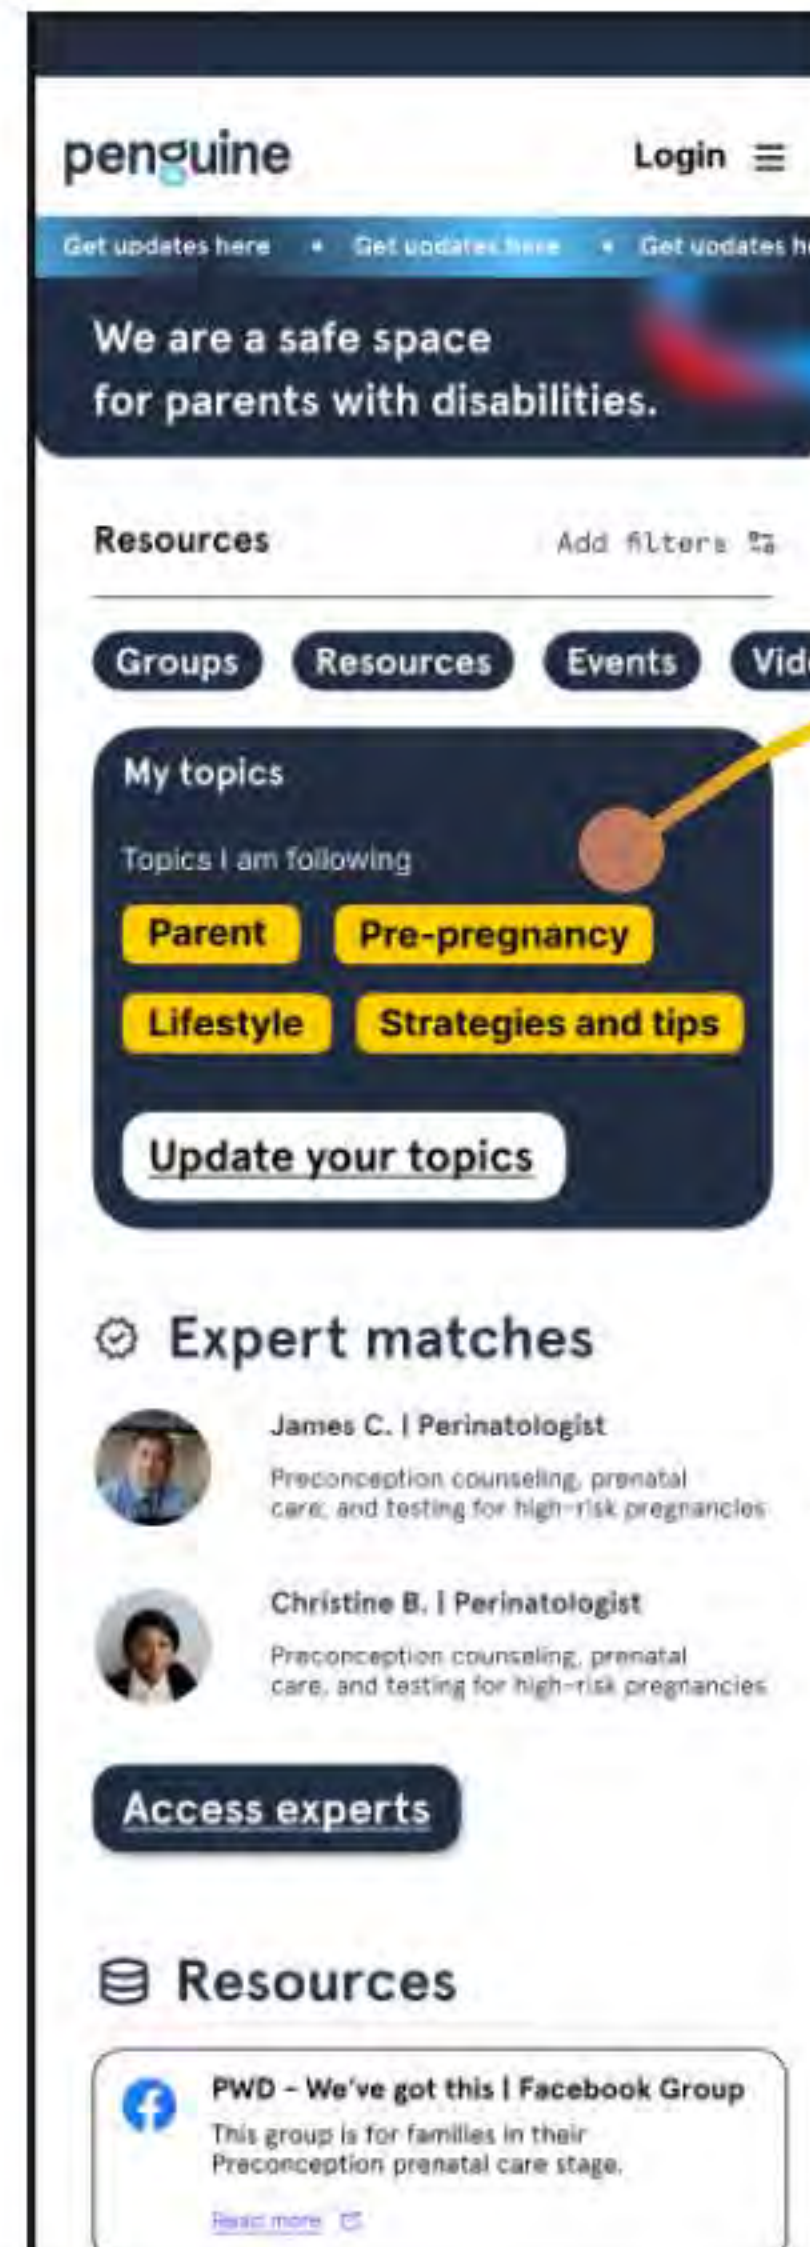 penguine
Login
Get updates here • Get updates here • Get updates he
We are a safe space
for parents with disabilities.
Resources
Add filters
Groups Resources Events Vide
My topics
Topics I am following
Parent Pre-pregnancy
Lifestyle Strategies and tips
Update your topics
Expert matches
James C. | Perinatologist
Preconception counseling, prenatal
care, and testing for high-risk pregnancies
Christine B. | Perinatologist
Preconception counseling, prenatal
care, and testing for high-risk pregnancies
Access experts
Resources
PWD - We've got this | Facebook Group
This group is for families in their
Preconception prenatal care stage.
Read more